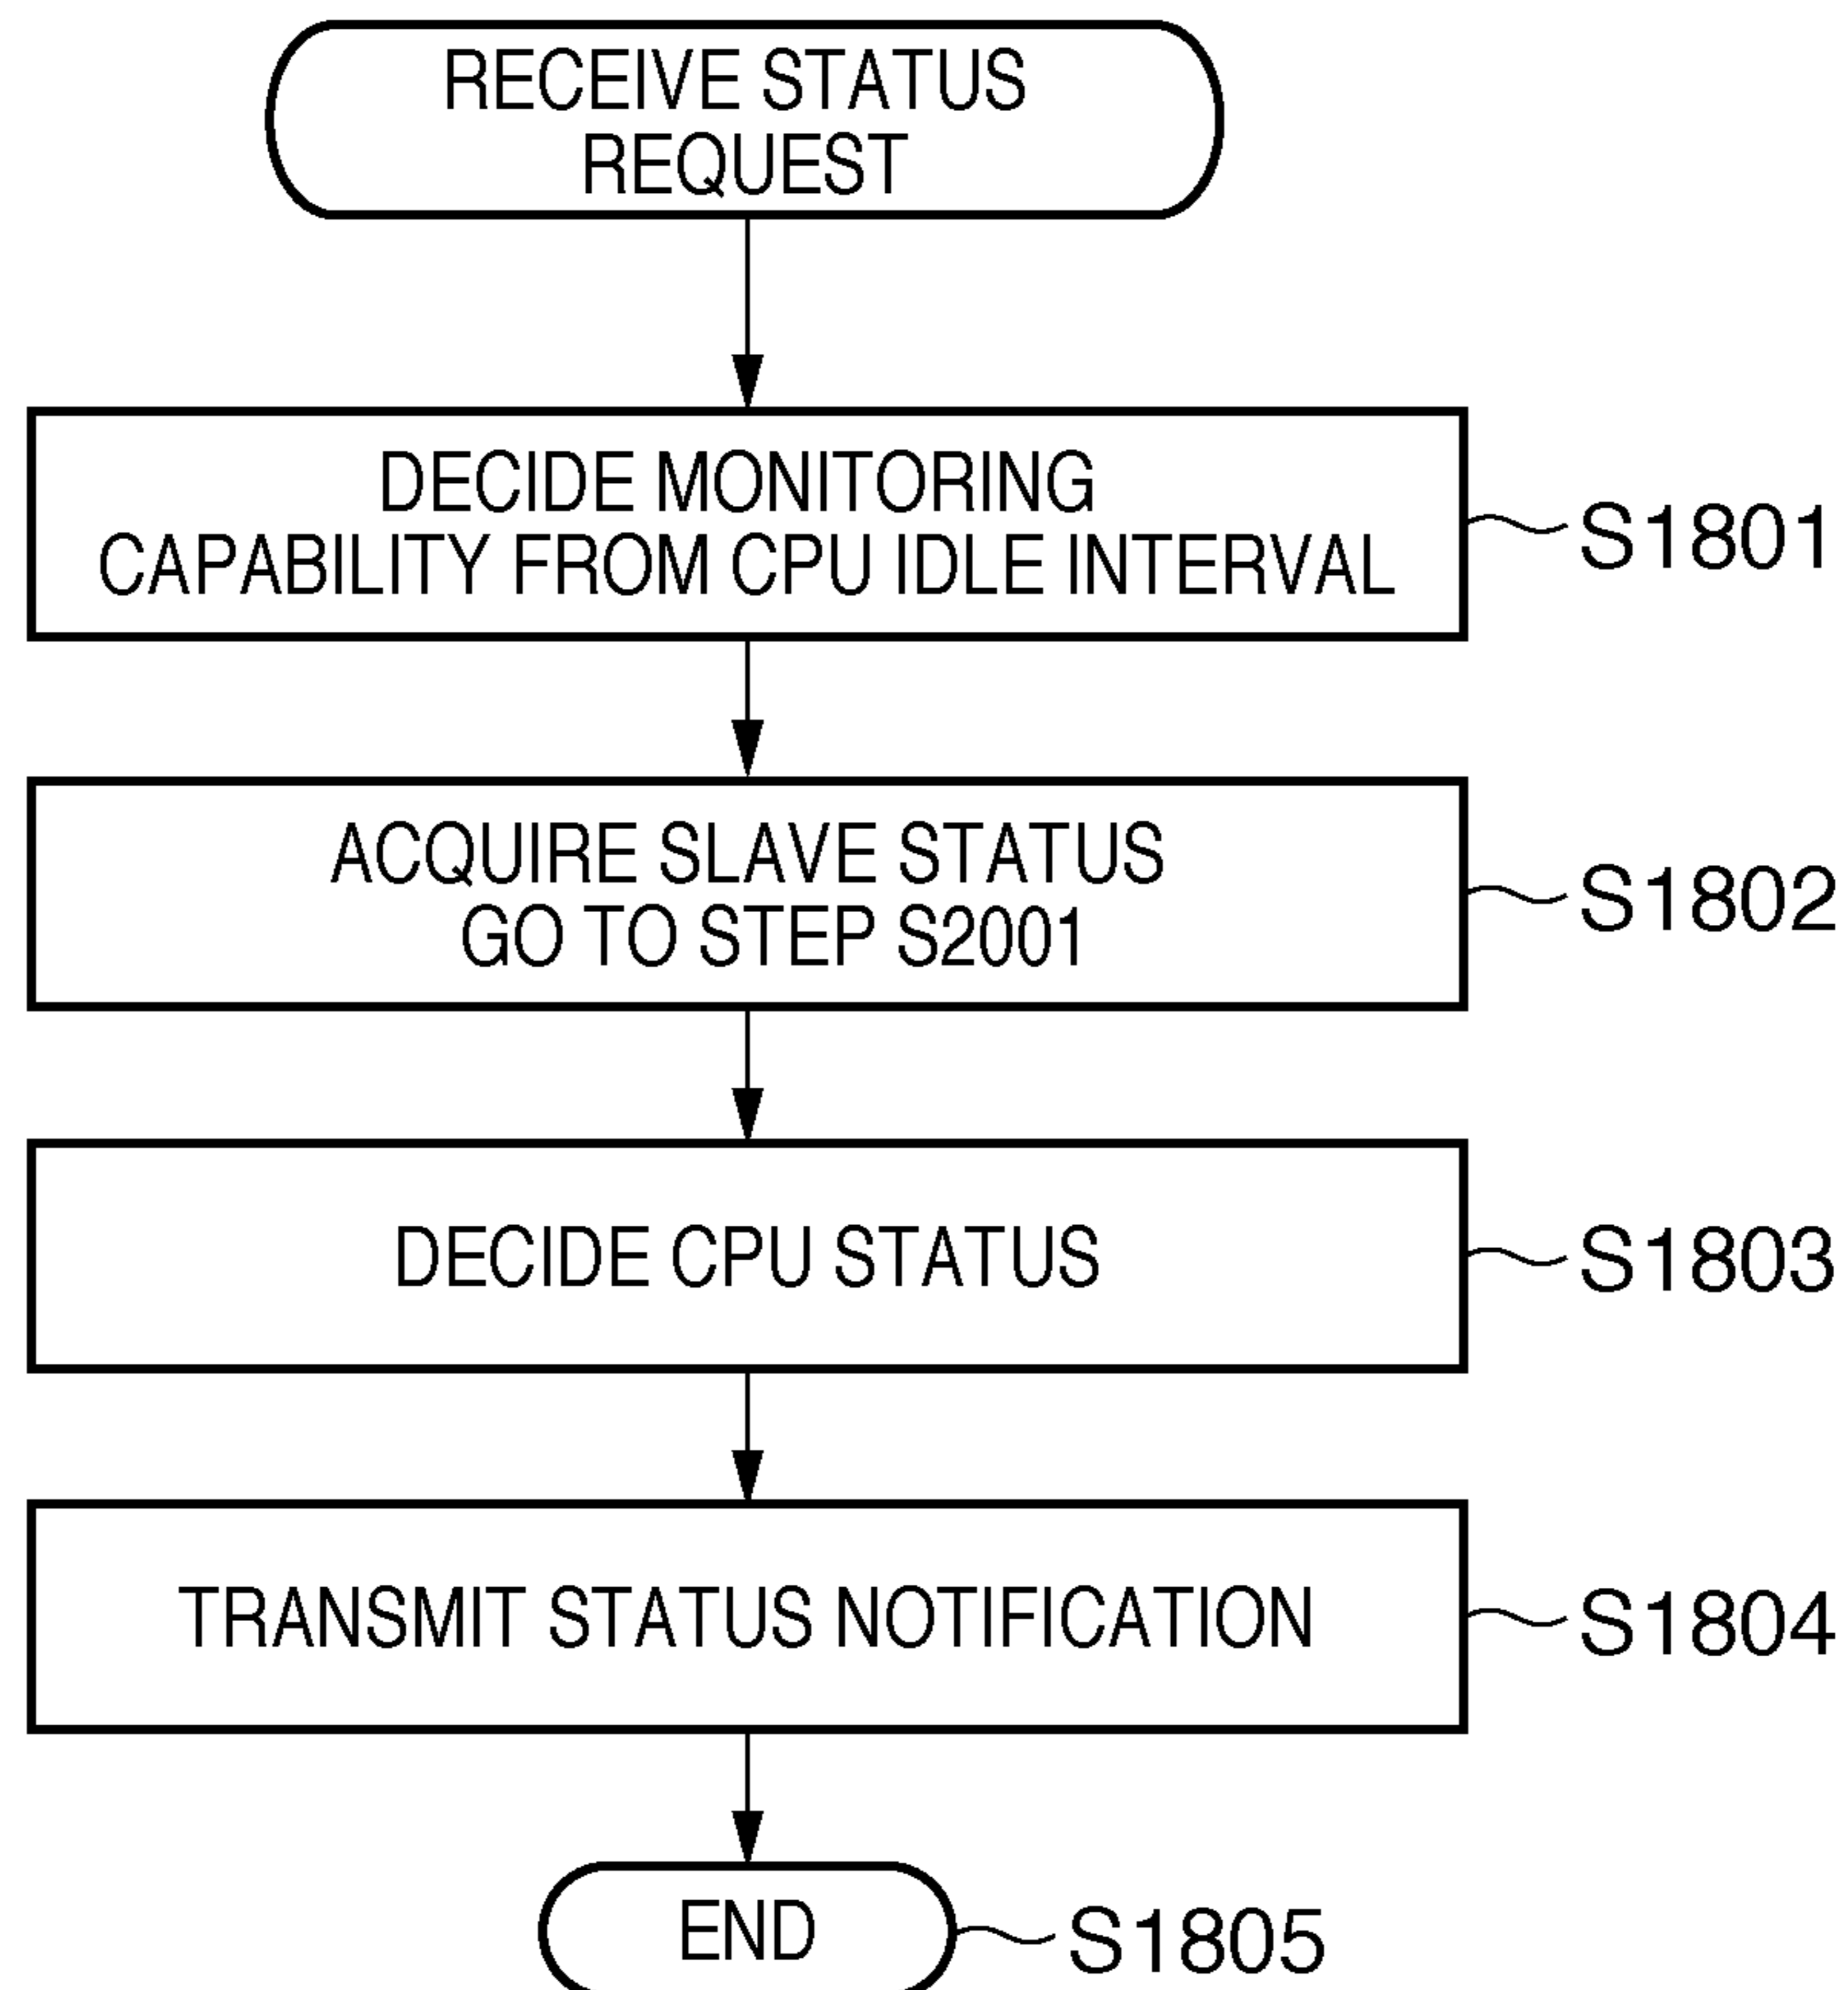 RECEIVE STATUS
REQUEST
DECIDE MONITORING
CAPABILITY FROM CPU IDLE INTERVAL
S1801
ACQUIRE SLAVE STATUS
GO TO STEP S2001
S1802
DECIDE CPU STATUS
S1803
TRANSMIT STATUS NOTIFICATION
S1804
END
S1805